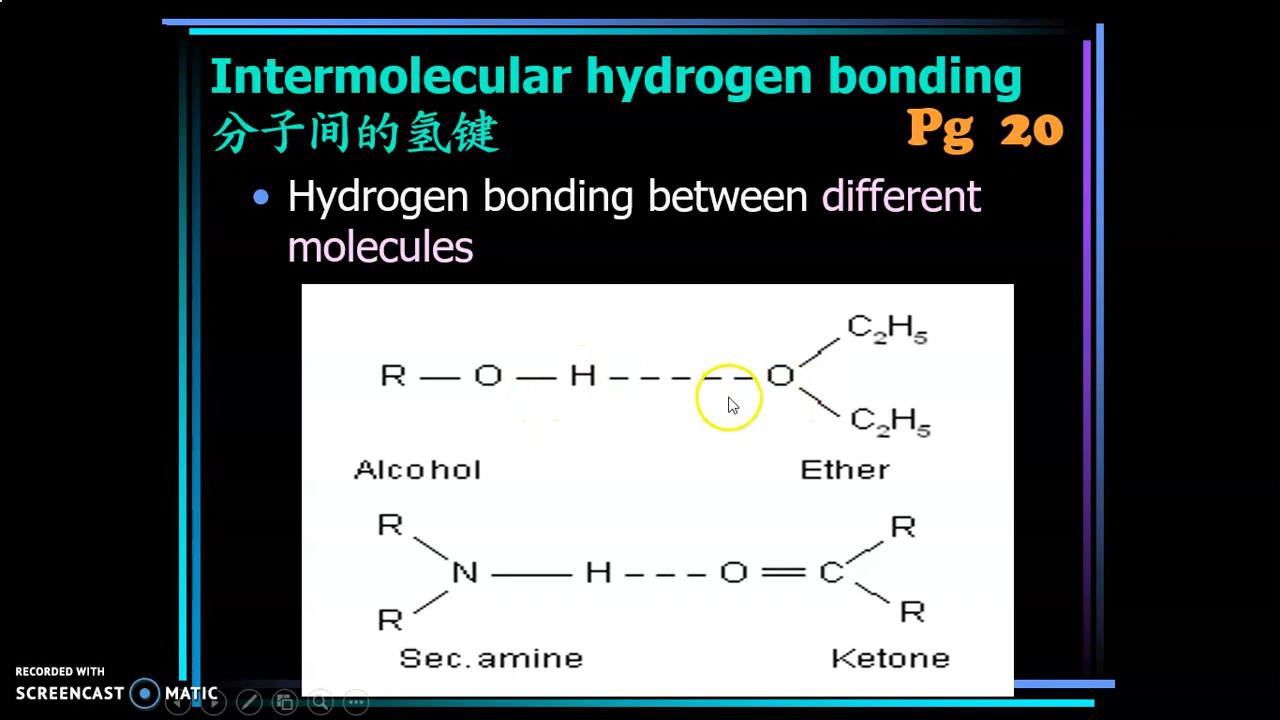 Intermolecular hydrogen bonding
分子间的氢键
Pg 20
• Hydrogen bonding between different
molecules
C₂H₅
R — O — H - - - - - O
C₂H₅
Alcohol Ether
R R
N — H - - - O = C
R R
Sec. amine Ketone
RECORDED WITH
SCREENCAST MATIC